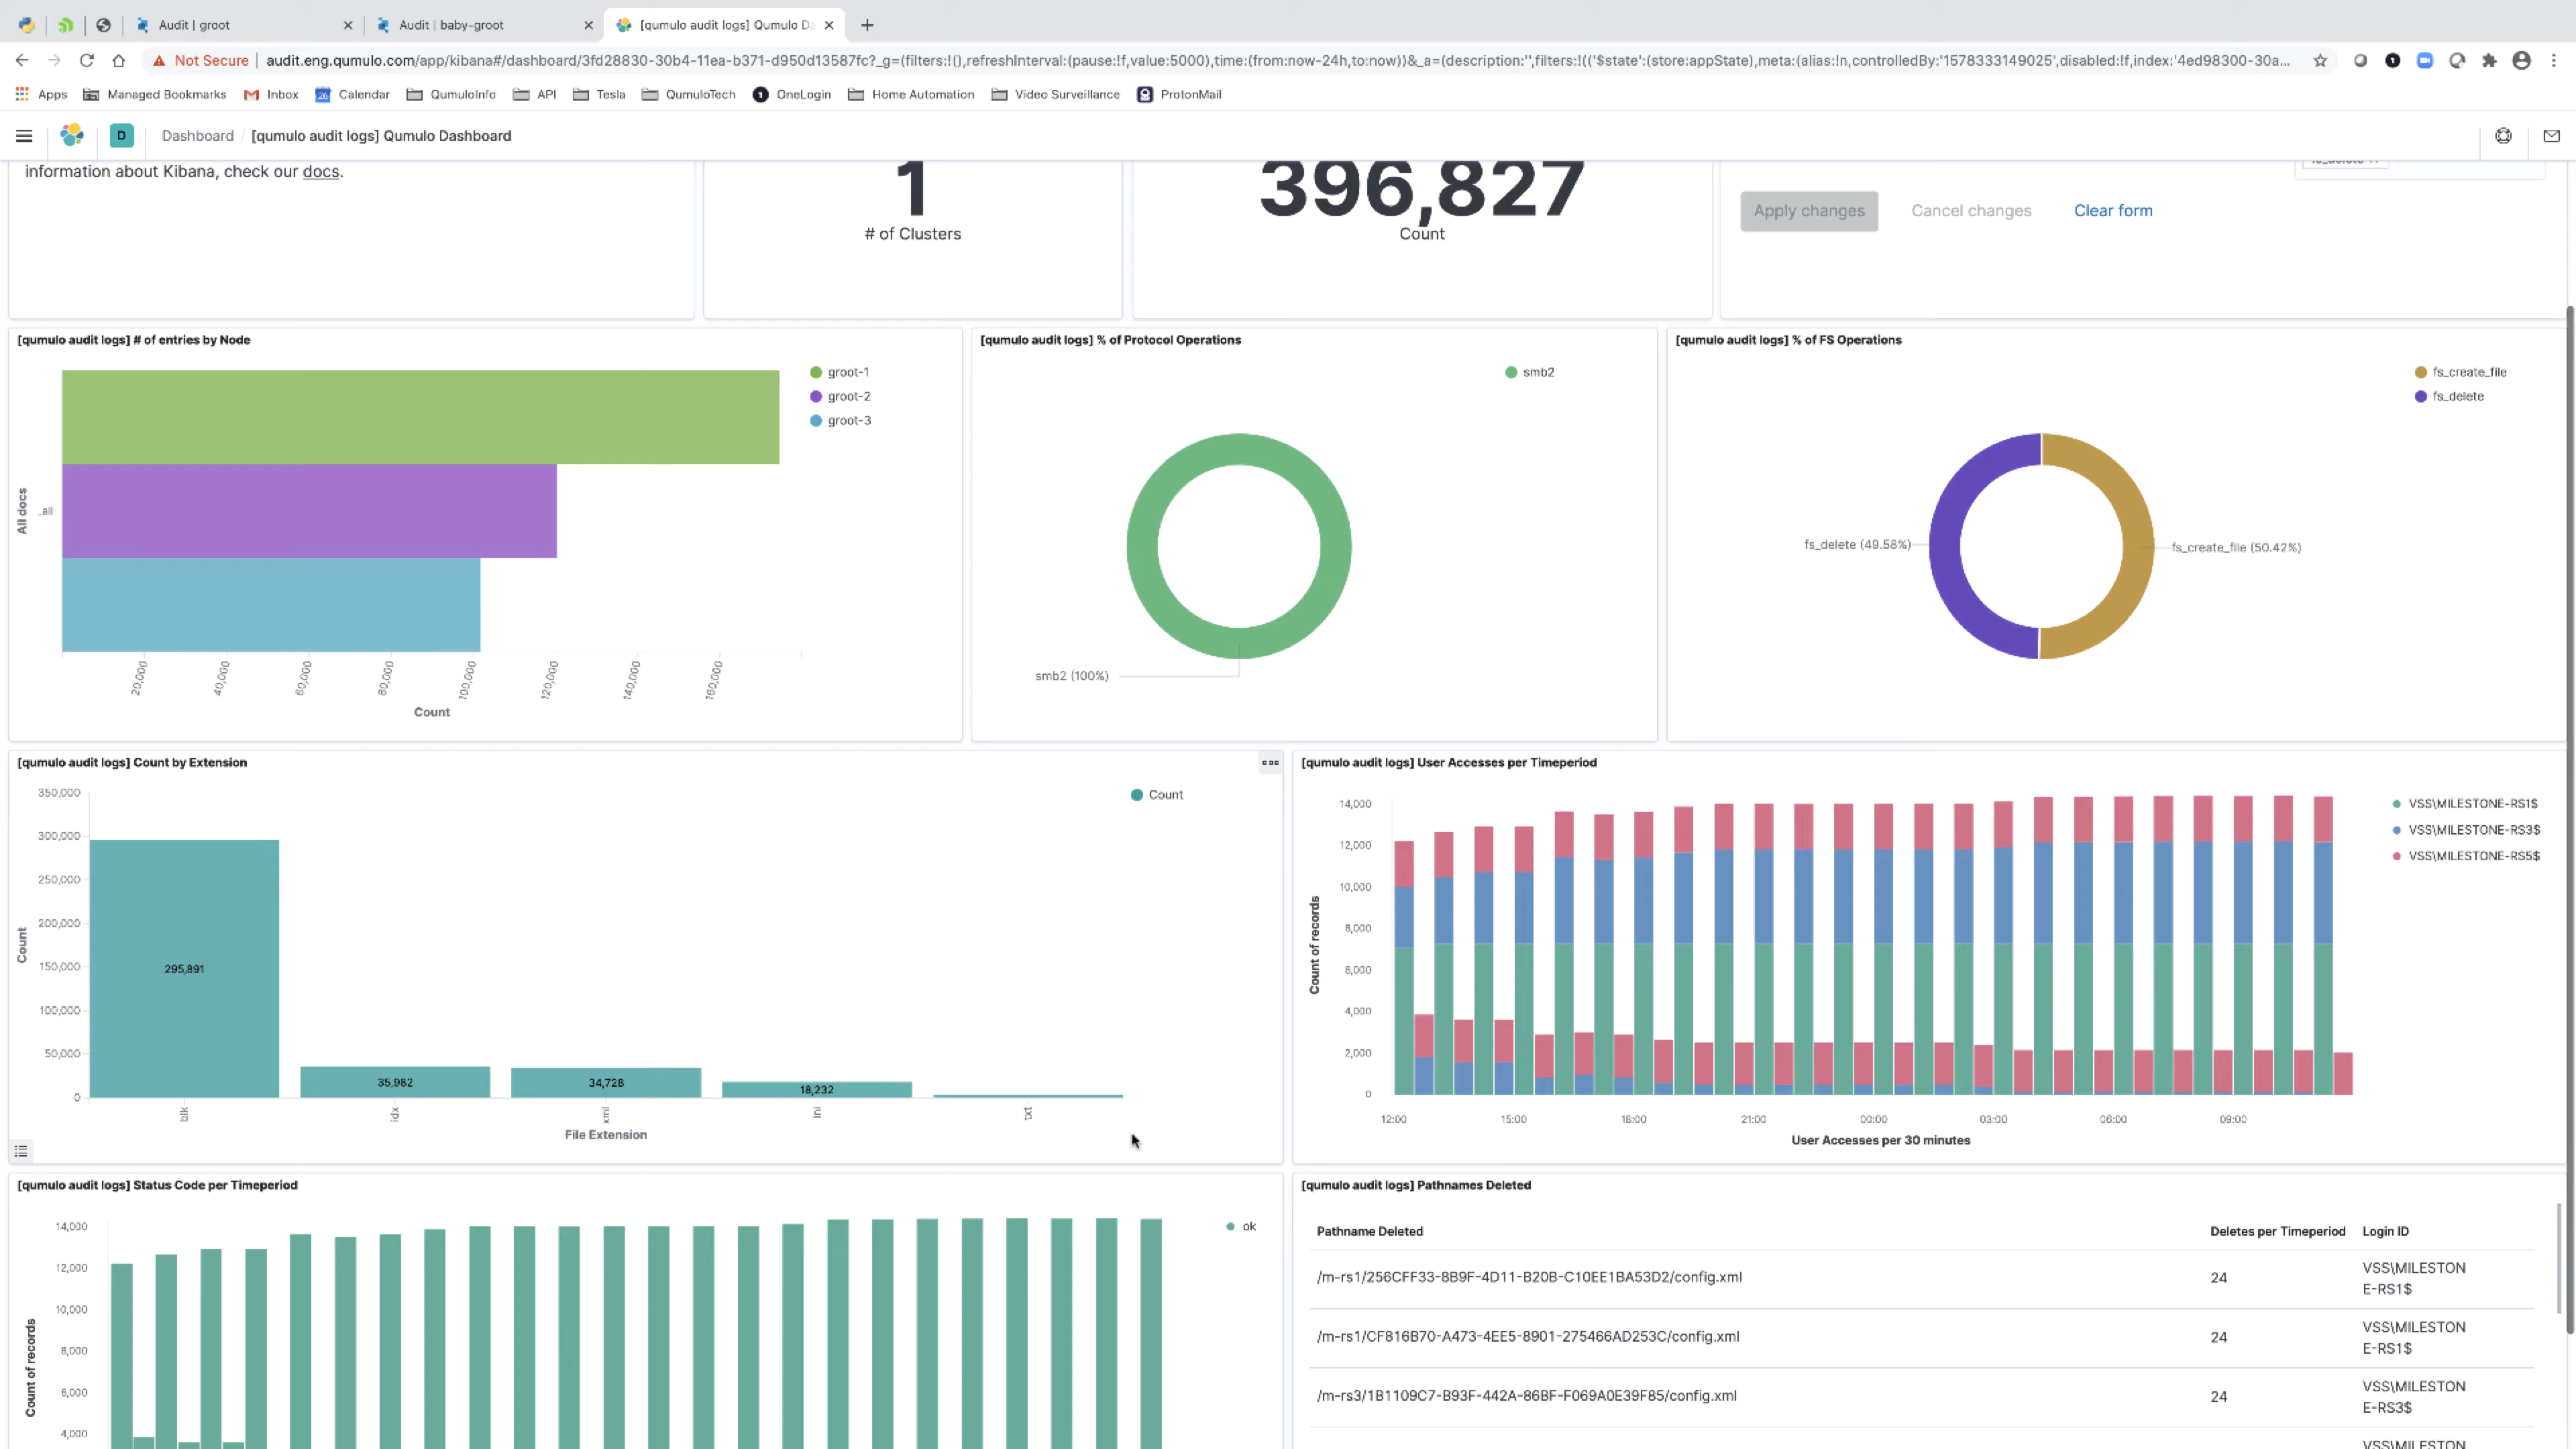 Audit | groot
Audit | baby-groot
[qumulo audit logs] Qumulo Da
Not Secure
audit.eng.qumulo.com/app/kibana#/dashboard/3fd28830-30b4-11ea-b371-d950d13587fc?_g=(filters:!(),refreshInterval:(pause:!f,value:5000),time:(from:now-24h,to:now))&_a=(description:'',filters:!(('$state':(store:appState),meta:(alias:!n,controlledBy:'1578333149025',disabled:!f,index:'4ed98300-30a...
Apps
Managed Bookmarks
Inbox
26
Calendar
QumuloInfo
API
Tesla
QumuloTech
1
OneLogin
Home Automation
Video Surveillance
ProtonMail
D
Dashboard / [qumulo audit logs] Qumulo Dashboard
information about Kibana, check our docs.
1
# of Clusters
396,827
Count
Apply changes
Cancel changes
Clear form
[qumulo audit logs] # of entries by Node
All docs
_all
20,000
40,000
60,000
80,000
100,000
120,000
140,000
160,000
Count
groot-1
groot-2
groot-3
[qumulo audit logs] % of Protocol Operations
smb2
smb2 (100%)
[qumulo audit logs] % of FS Operations
fs_create_file
fs_delete
fs_delete (49.58%)
fs_create_file (50.42%)
[qumulo audit logs] Count by Extension
Count
350,000
300,000
250,000
200,000
150,000
100,000
50,000
0
Count
295,891
35,982
34,728
18,232
blk
idx
xml
ini
txt
File Extension
[qumulo audit logs] User Accesses per Timeperiod
14,000
12,000
10,000
8,000
6,000
4,000
2,000
0
Count of records
12:00
15:00
18:00
21:00
00:00
03:00
06:00
09:00
User Accesses per 30 minutes
VSS\MILESTONE-RS1$
VSS\MILESTONE-RS3$
VSS\MILESTONE-RS5$
[qumulo audit logs] Status Code per Timeperiod
14,000
12,000
10,000
8,000
6,000
4,000
Count of records
ok
[qumulo audit logs] Pathnames Deleted
Pathname Deleted
Deletes per Timeperiod
Login ID
/m-rs1/256CFF33-8B9F-4D11-B20B-C10EE1BA53D2/config.xml
24
VSS\MILESTON
E-RS1$
/m-rs1/CF816B70-A473-4EE5-8901-275466AD253C/config.xml
24
VSS\MILESTON
E-RS1$
/m-rs3/1B1109C7-B93F-442A-86BF-F069A0E39F85/config.xml
24
VSS\MILESTON
E-RS3$
VSS\MILESTON